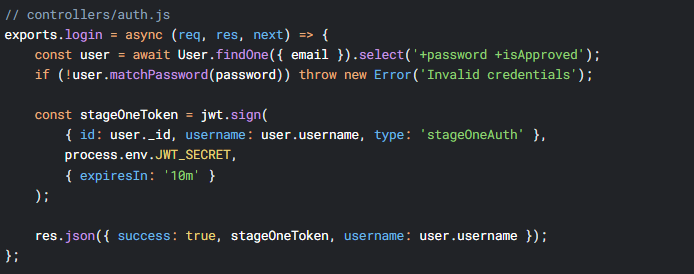 // controllers/auth.js
exports.login = async (req, res, next) => {
    const user = await User.findOne({ email }).select('+password +isApproved');
    if (!user.matchPassword(password)) throw new Error('Invalid credentials');

    const stageOneToken = jwt.sign(
        { id: user._id, username: user.username, type: 'stageOneAuth' },
        process.env.JWT_SECRET,
        { expiresIn: '10m' }
    );

    res.json({ success: true, stageOneToken, username: user.username });
};